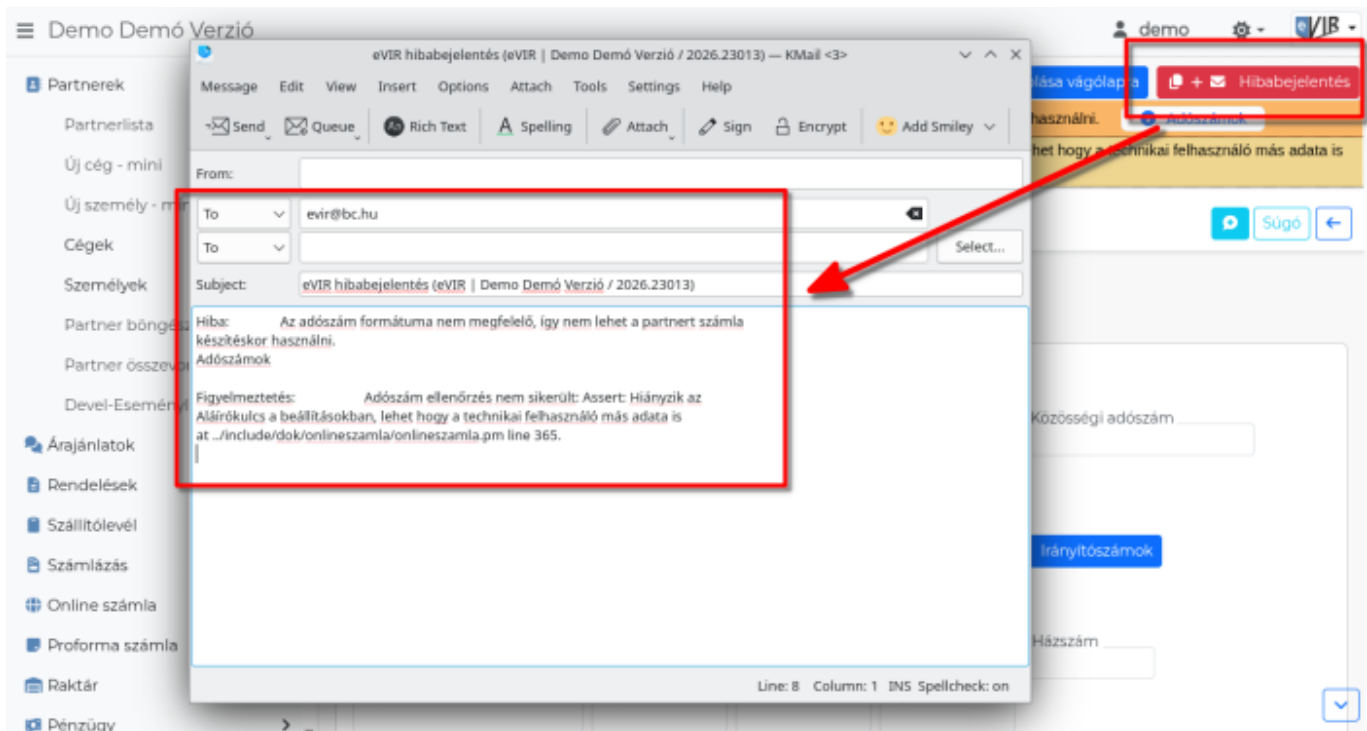 Demo Demó Verzió
demo
eVIR hibabejelentés (eVIR | Demo Demó Verzió / 2026.23013) — KMail <3>
Message Edit View Insert Options Attach Tools Settings Help
Send Queue Rich Text Spelling Attach Sign Encrypt Add Smiley
From:
To evir@bc.hu
To Select...
Subject: eVIR hibabejelentés (eVIR | Demo Demó Verzió / 2026.23013)
Hiba: Az adószám formátuma nem megfelelő, így nem lehet a partnert számla
készítéskor használni.
Adószámok
Figyelmeztetés: Adószám ellenőrzés nem sikerült: Assert: Hiányzik az
Aláírókulcs a beállításokban, lehet hogy a technikai felhasználó más adata is
at ../include/dok/onlineszamla/onlineszamla.pm line 365.
Line: 8 Column: 1 INS Spellcheck: on
Partnerek
Partnerlista
Új cég - mini
Új személy - 
Cégek
Személyek
Partner
Partner
Árajánlatok
Rendelések
Szállítólevél
Számlázás
Online számla
Proforma számla
Raktár
Pénzügy
vágólapra
+ Hibabejelentés
használni. Adószámok
hogy a technikai felhasználó más adata is
Súgó
Közösségi adószám
Irányítószámok
Házszám